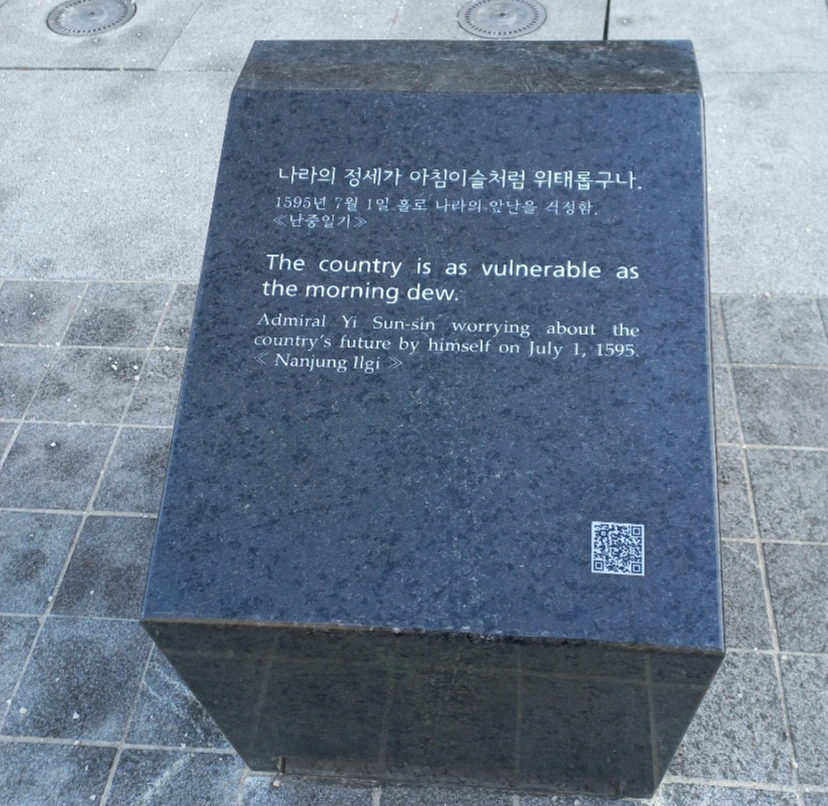 나라의 정세가 아침이슬처럼 위태롭구나.
1595년 7월 1일 홀로 나라의 앞난을 걱정함.
≪난중일기≫
The country is as vulnerable as
the morning dew.
Admiral Yi Sun-sin worrying about the
country's future by himself on July 1, 1595.
≪ Nanjung Ilgi ≫